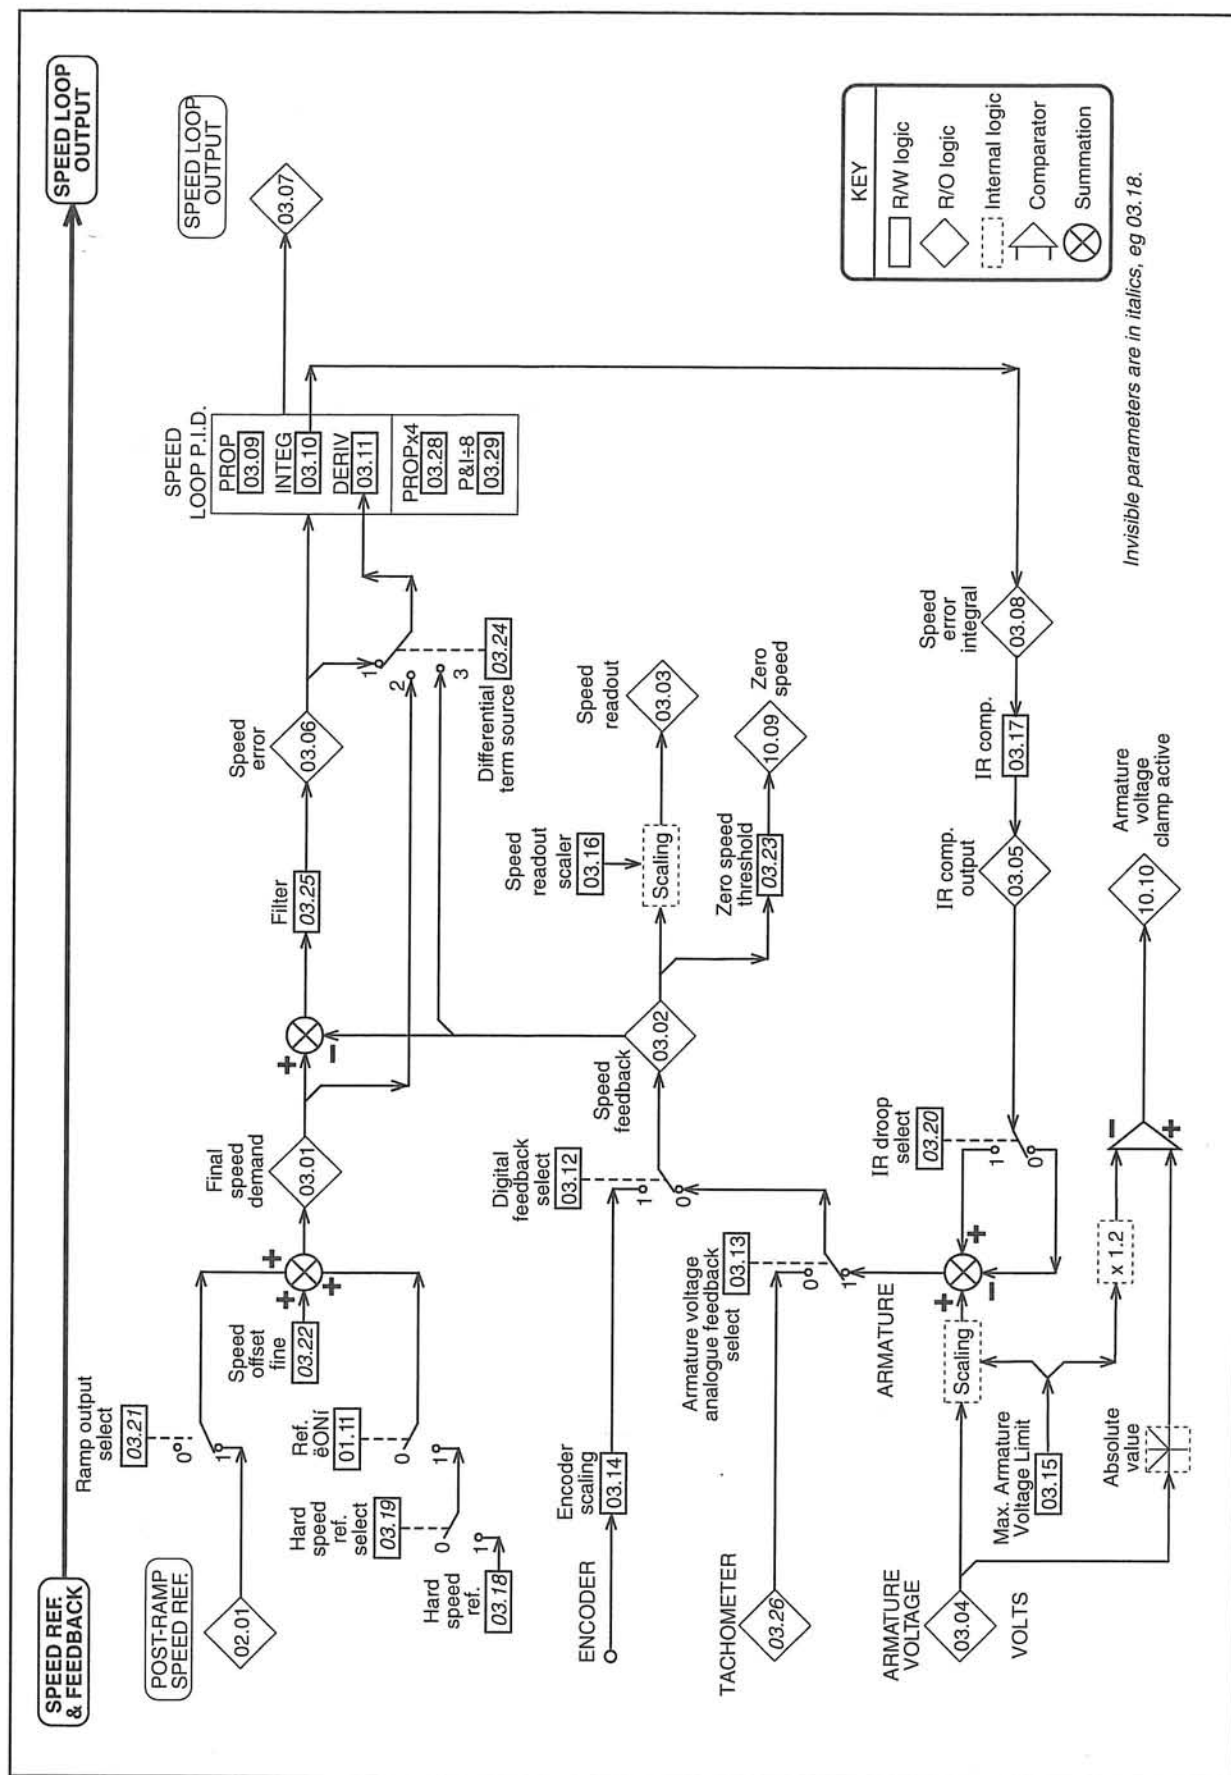 SPEED REF.
& FEEDBACK
SPEED LOOP
OUTPUT
POST-RAMP
SPEED REF.
02.01
Ramp output
select
03.21
0
1
Hard
speed
ref.
03.18
Hard speed
ref.
select
03.19
0
1
Ref.
ëONí
01.11
0
1
Speed
offset
fine
03.22
+
+
+
Final
speed
demand
03.01
+
−
Filter
03.25
Speed
error
03.06
1
2
3
Differential
term source
03.24
SPEED
LOOP P.I.D.
PROP
03.09
INTEG
03.10
DERIV
03.11
PROPx4
03.28
P&I÷8
03.29
SPEED LOOP
OUTPUT
03.07
ENCODER
Encoder
scaling
03.14
Digital
feedback
select
03.12
1
0
Speed
feedback
03.02
Speed
readout
scaler
03.16
Scaling
Speed
readout
03.03
Zero speed
threshold
03.23
Zero
speed
10.09
TACHOMETER
03.26
Armature voltage
analogue feedback
select
03.13
0
1
ARMATURE
ARMATURE
VOLTAGE
03.04
VOLTS
Scaling
+
+
−
Max. Armature
Voltage Limit
03.15
x 1.2
Absolute
value
IR droop
select
03.20
1
0
IR comp.
output
03.05
IR comp.
03.17
Speed
error
integral
03.08
−
+
Armature
voltage
clamp active
10.10
KEY
R/W logic
R/O logic
Internal logic
Comparator
Summation
Invisible parameters are in italics, eg 03.18.